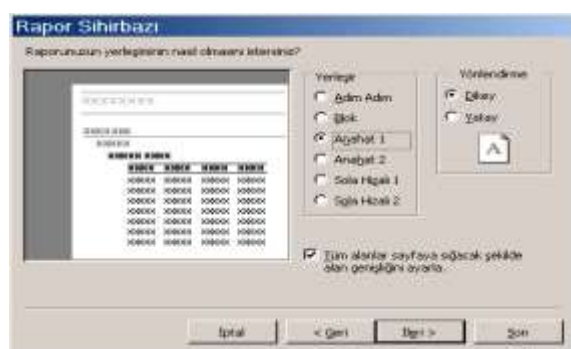 Rapor Sihirbazı
Raporunuzun yerleşiminin nasıl olmasını istersiniz?
Yerleşir
Adım Adım
Blok
Anahat 1
Anahat 2
Sola Hizalı 1
Sola Hizalı 2
Yönlendirme
Dikey
Yatay
A
Tüm alanlar sayfaya sığacak şekilde
alan genişliğini ayarla.
İptal
< Geri
İleri >
Son